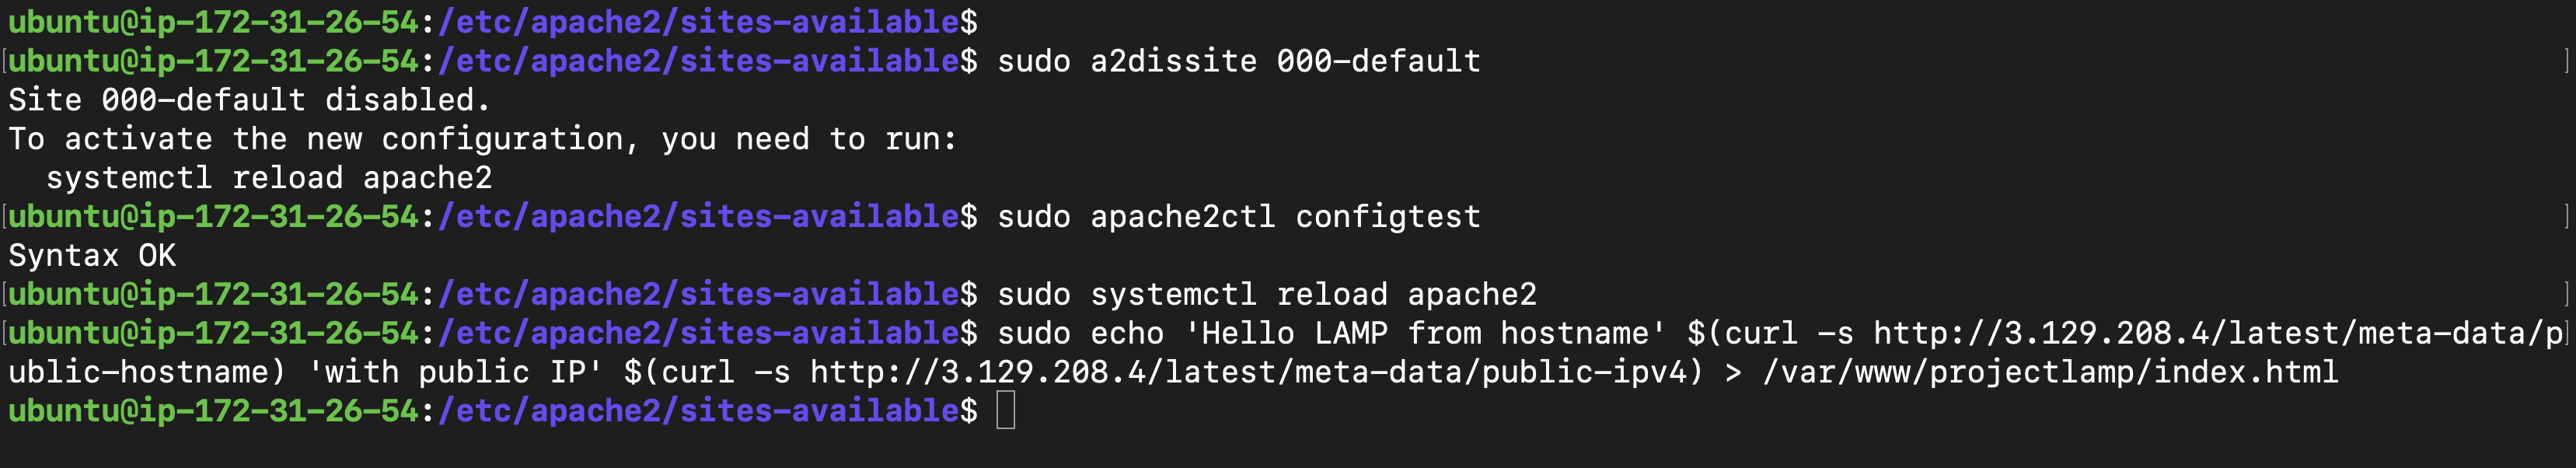 ubuntu@ip-172-31-26-54:/etc/apache2/sites-available$
[ubuntu@ip-172-31-26-54:/etc/apache2/sites-available$ sudo a2dissite 000-default ]
Site 000-default disabled.
To activate the new configuration, you need to run:
  systemctl reload apache2
[ubuntu@ip-172-31-26-54:/etc/apache2/sites-available$ sudo apache2ctl configtest ]
Syntax OK
[ubuntu@ip-172-31-26-54:/etc/apache2/sites-available$ sudo systemctl reload apache2 ]
[ubuntu@ip-172-31-26-54:/etc/apache2/sites-available$ sudo echo 'Hello LAMP from hostname' $(curl -s http://3.129.208.4/latest/meta-data/p]
ublic-hostname) 'with public IP' $(curl -s http://3.129.208.4/latest/meta-data/public-ipv4) > /var/www/projectlamp/index.html
ubuntu@ip-172-31-26-54:/etc/apache2/sites-available$